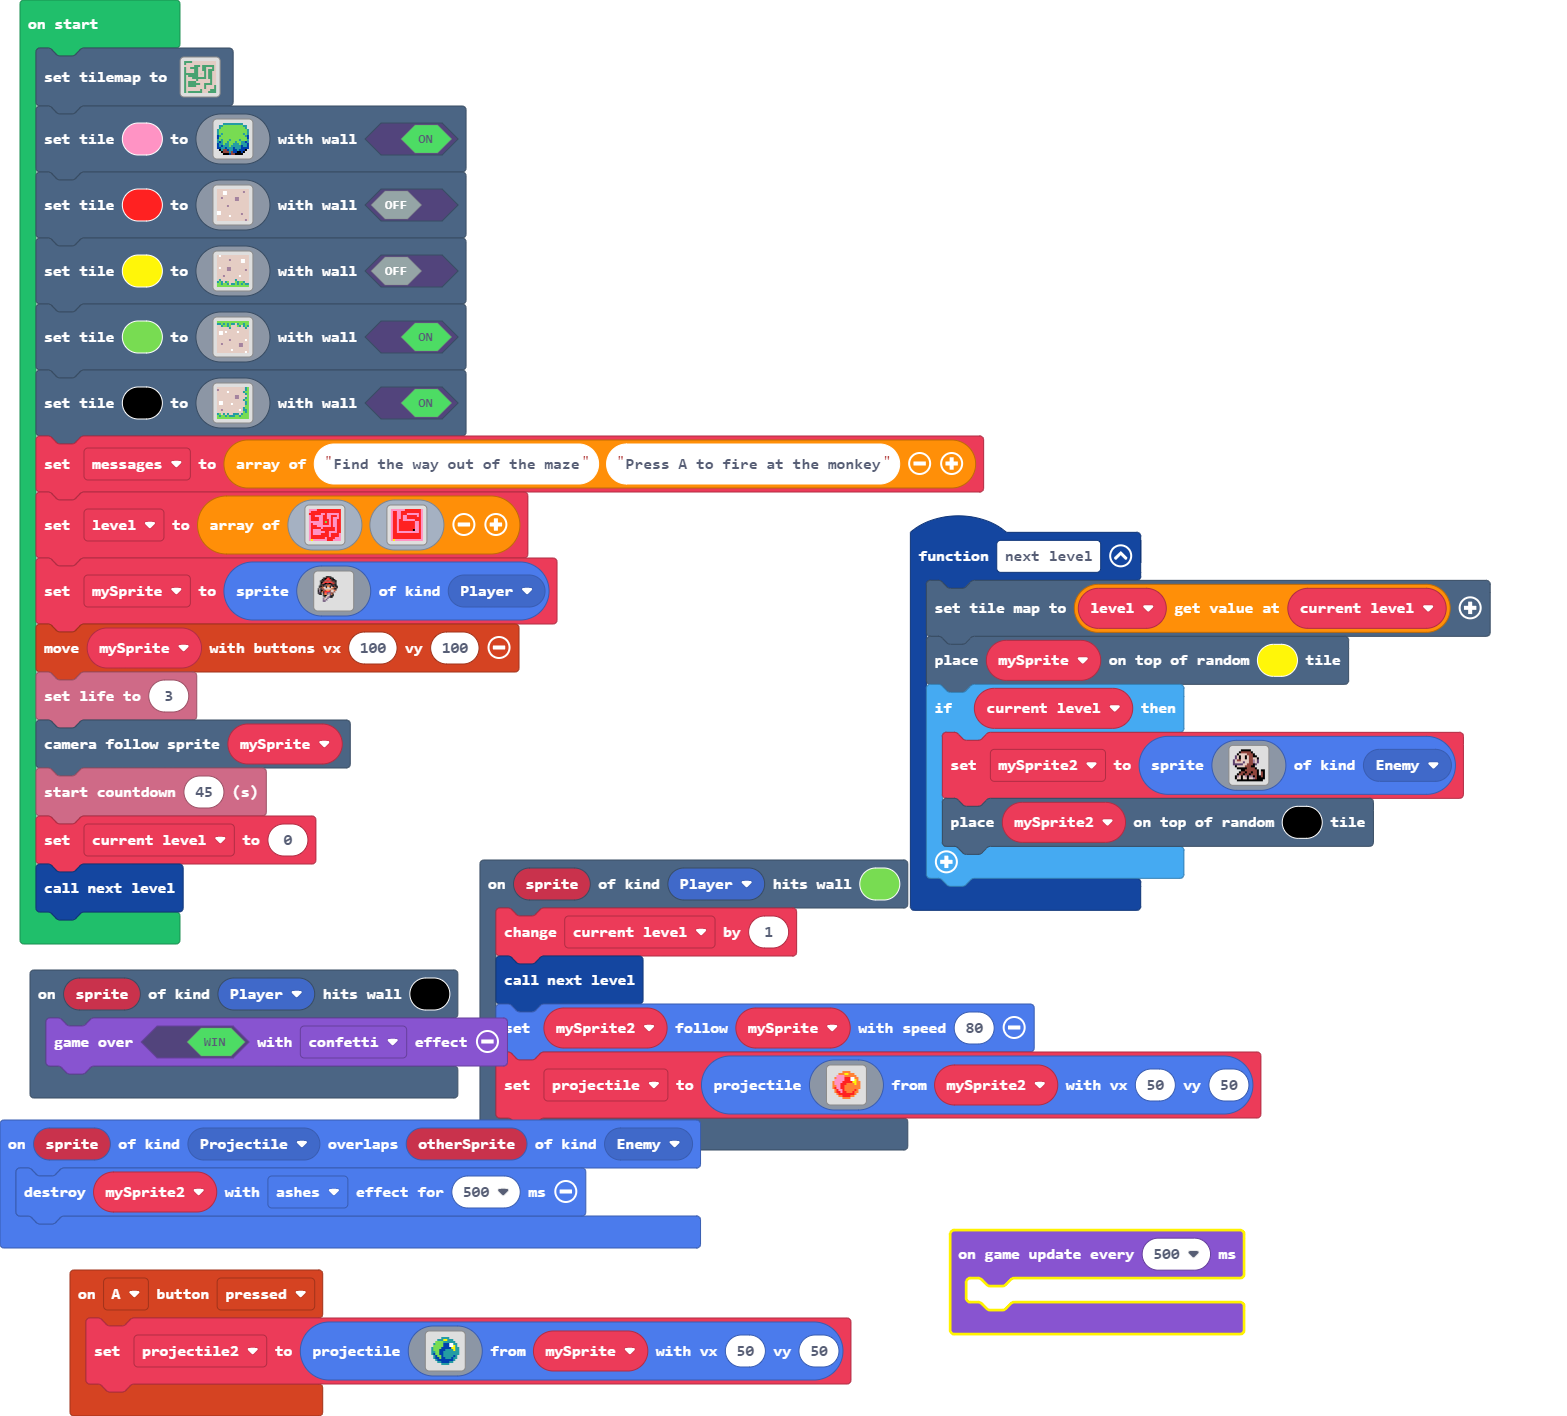 on start
set tilemap to
set tile to with wall ON
set tile to with wall OFF
set tile to with wall OFF
set tile to with wall ON
set tile to with wall ON
set messages to array of "Find the way out of the maze" "Press A to fire at the monkey"
set level to array of
set mySprite to sprite of kind Player
move mySprite with buttons vx 100 vy 100
set life to 3
camera follow sprite mySprite
start countdown 45 (s)
set current level to 0
call next level
function next level
set tile map to level get value at current level
place mySprite on top of random tile
if current level then
set mySprite2 to sprite of kind Enemy
place mySprite2 on top of random tile
on sprite of kind Player hits wall
change current level by 1
call next level
set mySprite2 follow mySprite with speed 80
set projectile to projectile from mySprite2 with vx 50 vy 50
on sprite of kind Player hits wall
game over WIN with confetti effect
on sprite of kind Projectile overlaps otherSprite of kind Enemy
destroy mySprite2 with ashes effect for 500 ms
on game update every 500 ms
on A button pressed
set projectile2 to projectile from mySprite with vx 50 vy 50